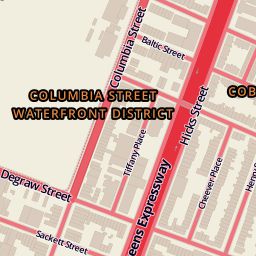 Columbia Street
Baltic Street
COLUMBIA STREET
WATERFRONT DISTRICT
COB
Hicks Street
Tiffany Place
Cheever Place
Henry
Degraw Street
eens Expressway
Sackett Street